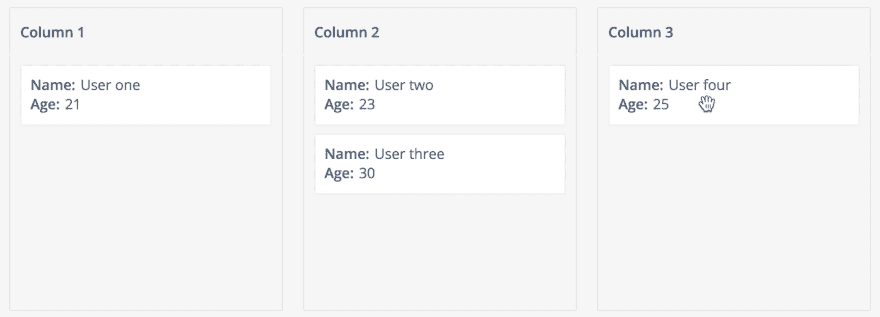 Column 1
Name: User one
Age: 21
Column 2
Name: User two
Age: 23
Name: User three
Age: 30
Column 3
Name: User four
Age: 25